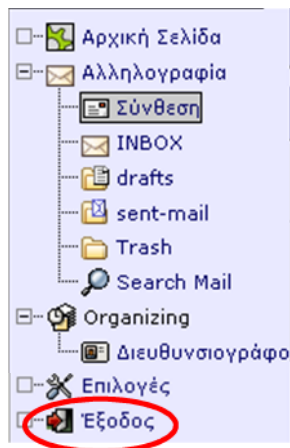 Αρχική Σελίδα
Αλληλογραφία
Σύνθεση
INBOX
drafts
sent-mail
Trash
Search Mail
Organizing
Διευθυνσιογράφο
Επιλογές
Έξοδος